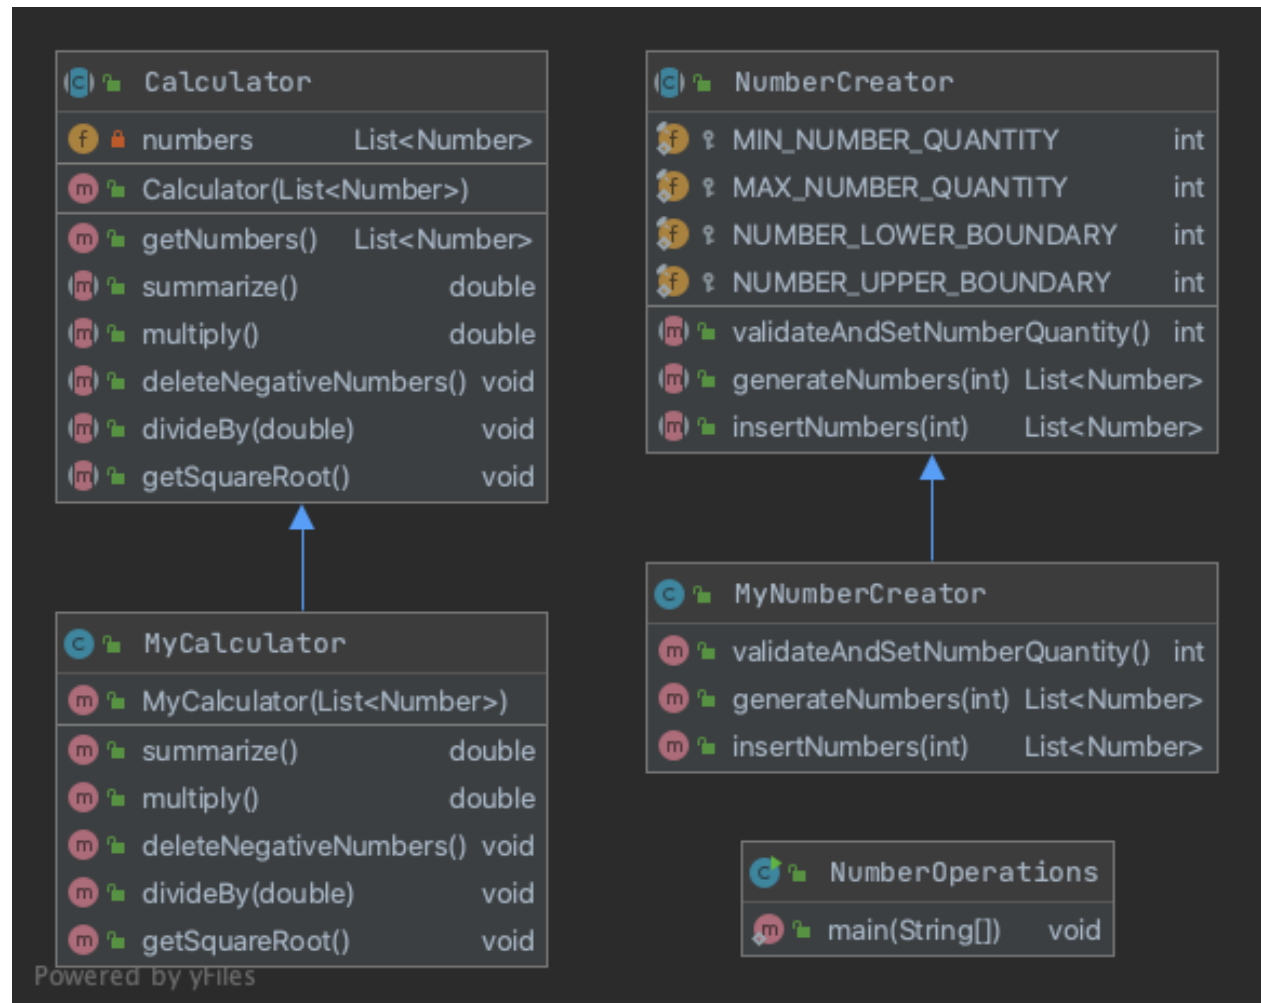 Calculator
numbers List<Number>
Calculator(List<Number>)
getNumbers() List<Number>
summarize() double
multiply() double
deleteNegativeNumbers() void
divideBy(double) void
getSquareRoot() void
NumberCreator
MIN_NUMBER_QUANTITY int
MAX_NUMBER_QUANTITY int
NUMBER_LOWER_BOUNDARY int
NUMBER_UPPER_BOUNDARY int
validateAndSetNumberQuantity() int
generateNumbers(int) List<Number>
insertNumbers(int) List<Number>
MyCalculator
MyCalculator(List<Number>)
summarize() double
multiply() double
deleteNegativeNumbers() void
divideBy(double) void
getSquareRoot() void
MyNumberCreator
validateAndSetNumberQuantity() int
generateNumbers(int) List<Number>
insertNumbers(int) List<Number>
NumberOperations
main(String[]) void
Powered by yFiles